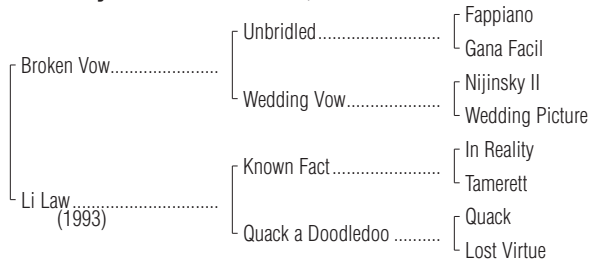 Fappiano
Unbridled
Gana Facil
Broken Vow
Nijinsky II
Wedding Vow
Wedding Picture
In Reality
Known Fact
Tamerett
Li Law
(1993)
Quack
Quack a Doodledoo
Lost Virtue